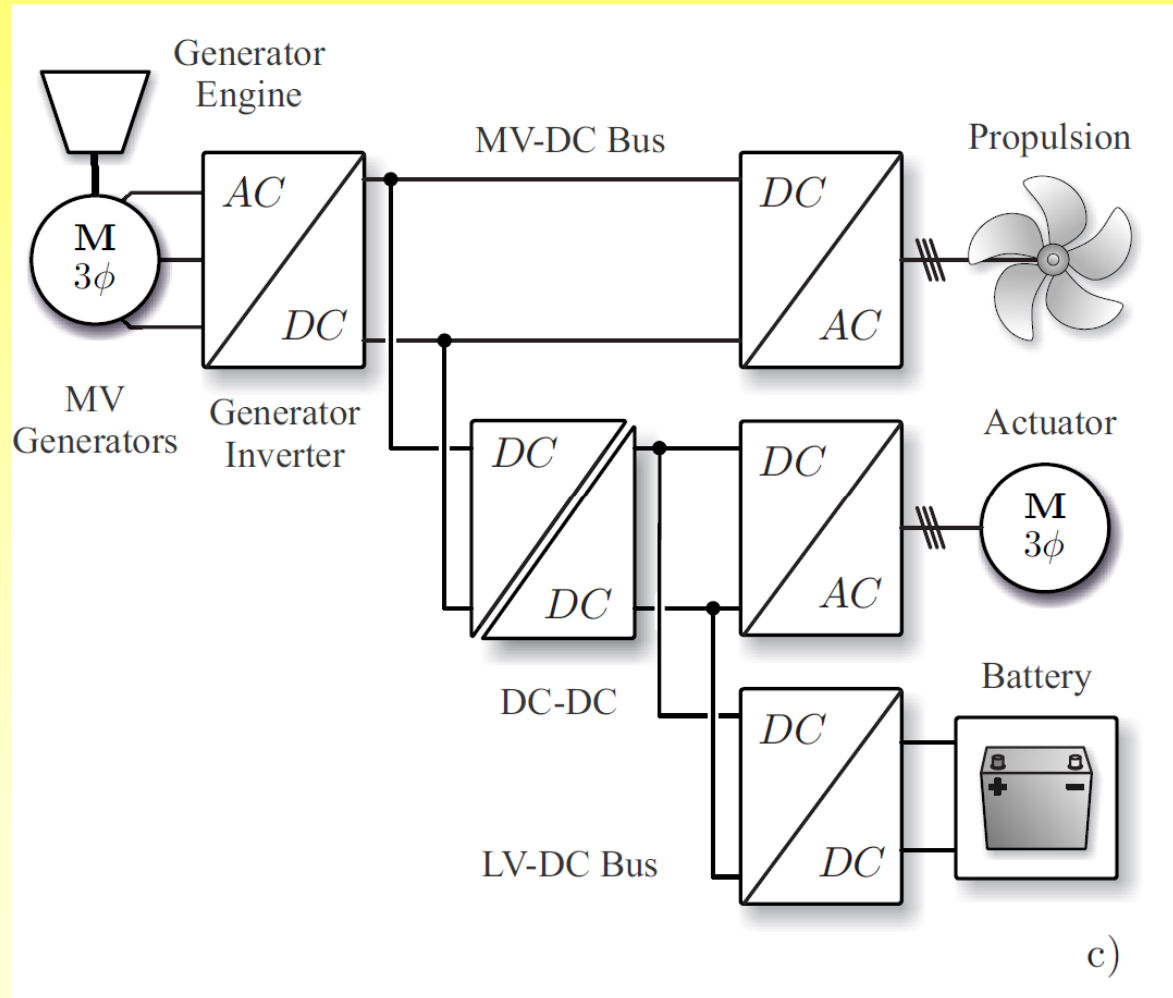 Generator
Engine
MV-DC Bus
Propulsion
M
3ϕ
AC
DC
DC
AC
MV
Generators
Generator
Inverter
DC
DC
DC-DC
DC
AC
Actuator
M
3ϕ
Battery
DC
DC
+ −
LV-DC Bus
c)